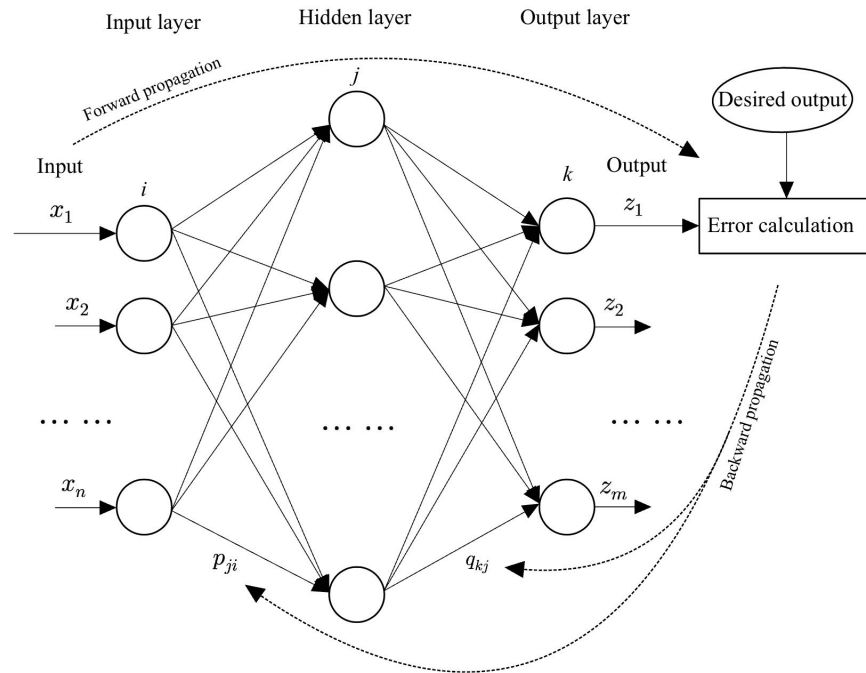 Input layer
Hidden layer
Output layer
Forward propagation
j
Desired output
Input
i
k
Output
x₁
z₁
Error calculation
x₂
z₂
... ...
... ...
... ...
Backward propagation
xₙ
zₘ
pⱼᵢ
qₖⱼ